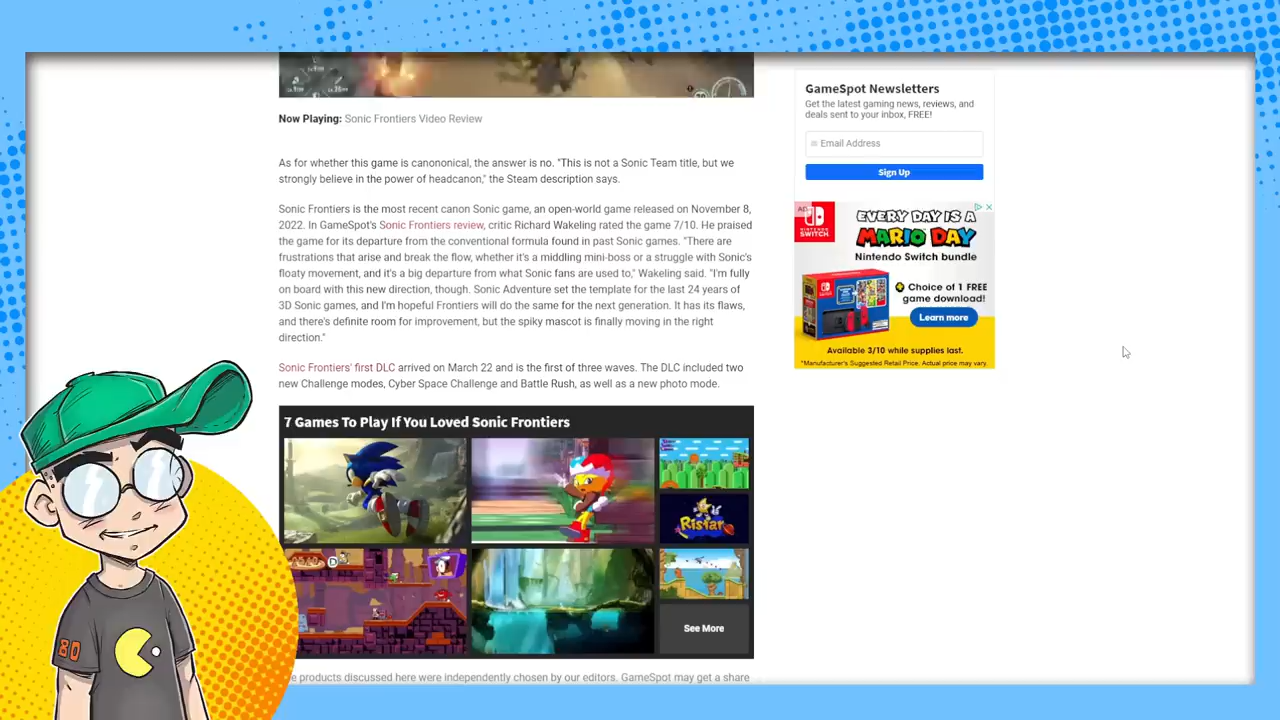 Now Playing: Sonic Frontiers Video Review
As for whether this game is canononical, the answer is no. "This is not a Sonic Team title, but we
strongly believe in the power of headcanon," the Steam description says.
Sonic Frontiers is the most recent canon Sonic game, an open-world game released on November 8,
2022. In GameSpot's Sonic Frontiers review, critic Richard Wakeling rated the game 7/10. He praised
the game for its departure from the conventional formula found in past Sonic games. "There are
frustrations that arise and break the flow, whether it's a middling mini-boss or a struggle with Sonic's
floaty movement, and it's a big departure from what Sonic fans are used to," Wakeling said. "I'm fully
on board with this new direction, though. Sonic Adventure set the template for the last 24 years of
3D Sonic games, and I'm hopeful Frontiers will do the same for the next generation. It has its flaws,
and there's definite room for improvement, but the spiky mascot is finally moving in the right
direction."
Sonic Frontiers' first DLC arrived on March 22 and is the first of three waves. The DLC included two
new Challenge modes, Cyber Space Challenge and Battle Rush, as well as a new photo mode.
7 Games To Play If You Loved Sonic Frontiers
Ristar
See More
products discussed here were independently chosen by our editors. GameSpot may get a share
GameSpot Newsletters
Get the latest gaming news, reviews, and
deals sent to your inbox, FREE!
Email Address
Sign Up
AD
NINTENDO
SWITCH
EVERY DAY IS A
MARIO DAY
Nintendo Switch bundle
+ Choice of 1 FREE
game download!
Learn more
Available 3/10 while supplies last.
*Manufacturer's Suggested Retail Price. Actual price may vary.
80